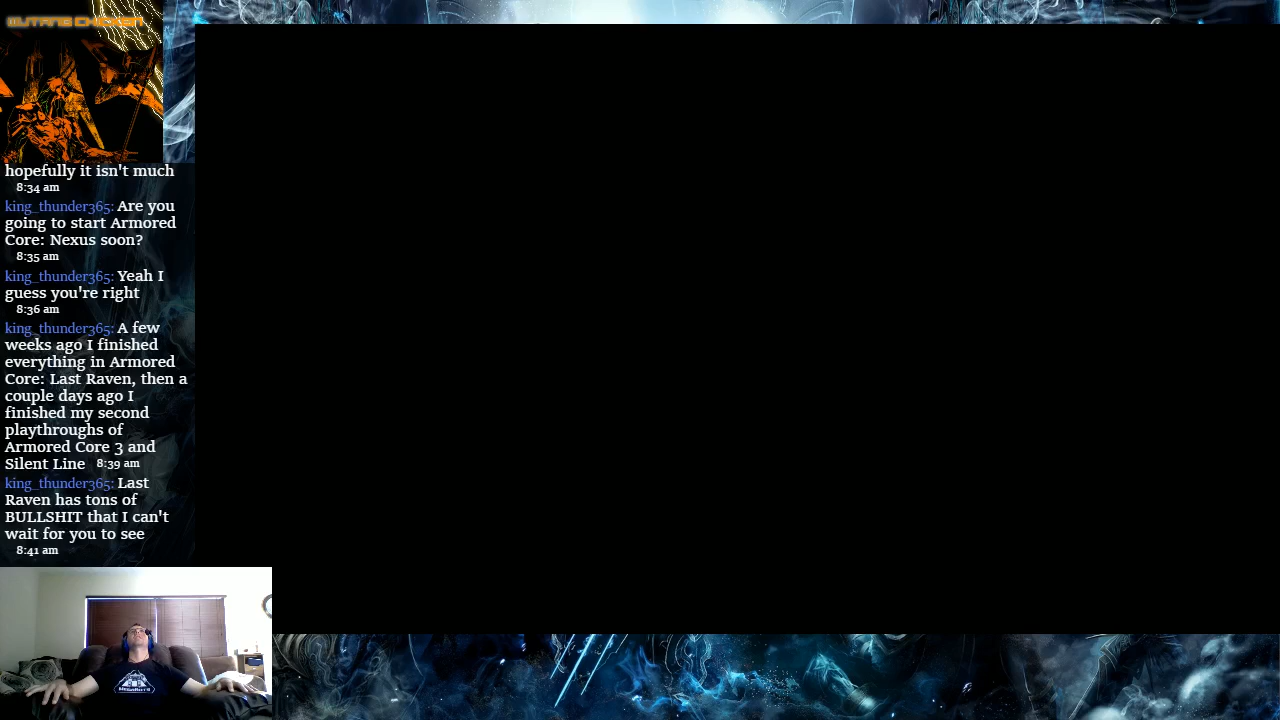 WUTANG CHICKEN
hopefully it isn't much
8:34 am
king_thunder365: Are you
going to start Armored
Core: Nexus soon?
8:35 am
king_thunder365: Yeah I
guess you're right
8:36 am
king_thunder365: A few
weeks ago I finished
everything in Armored
Core: Last Raven, then a
couple days ago I
finished my second
playthroughs of
Armored Core 3 and
Silent Line 8:39 am
king_thunder365: Last
Raven has tons of
BULLSHIT that I can't
wait for you to see
8:41 am
MEGABOTS